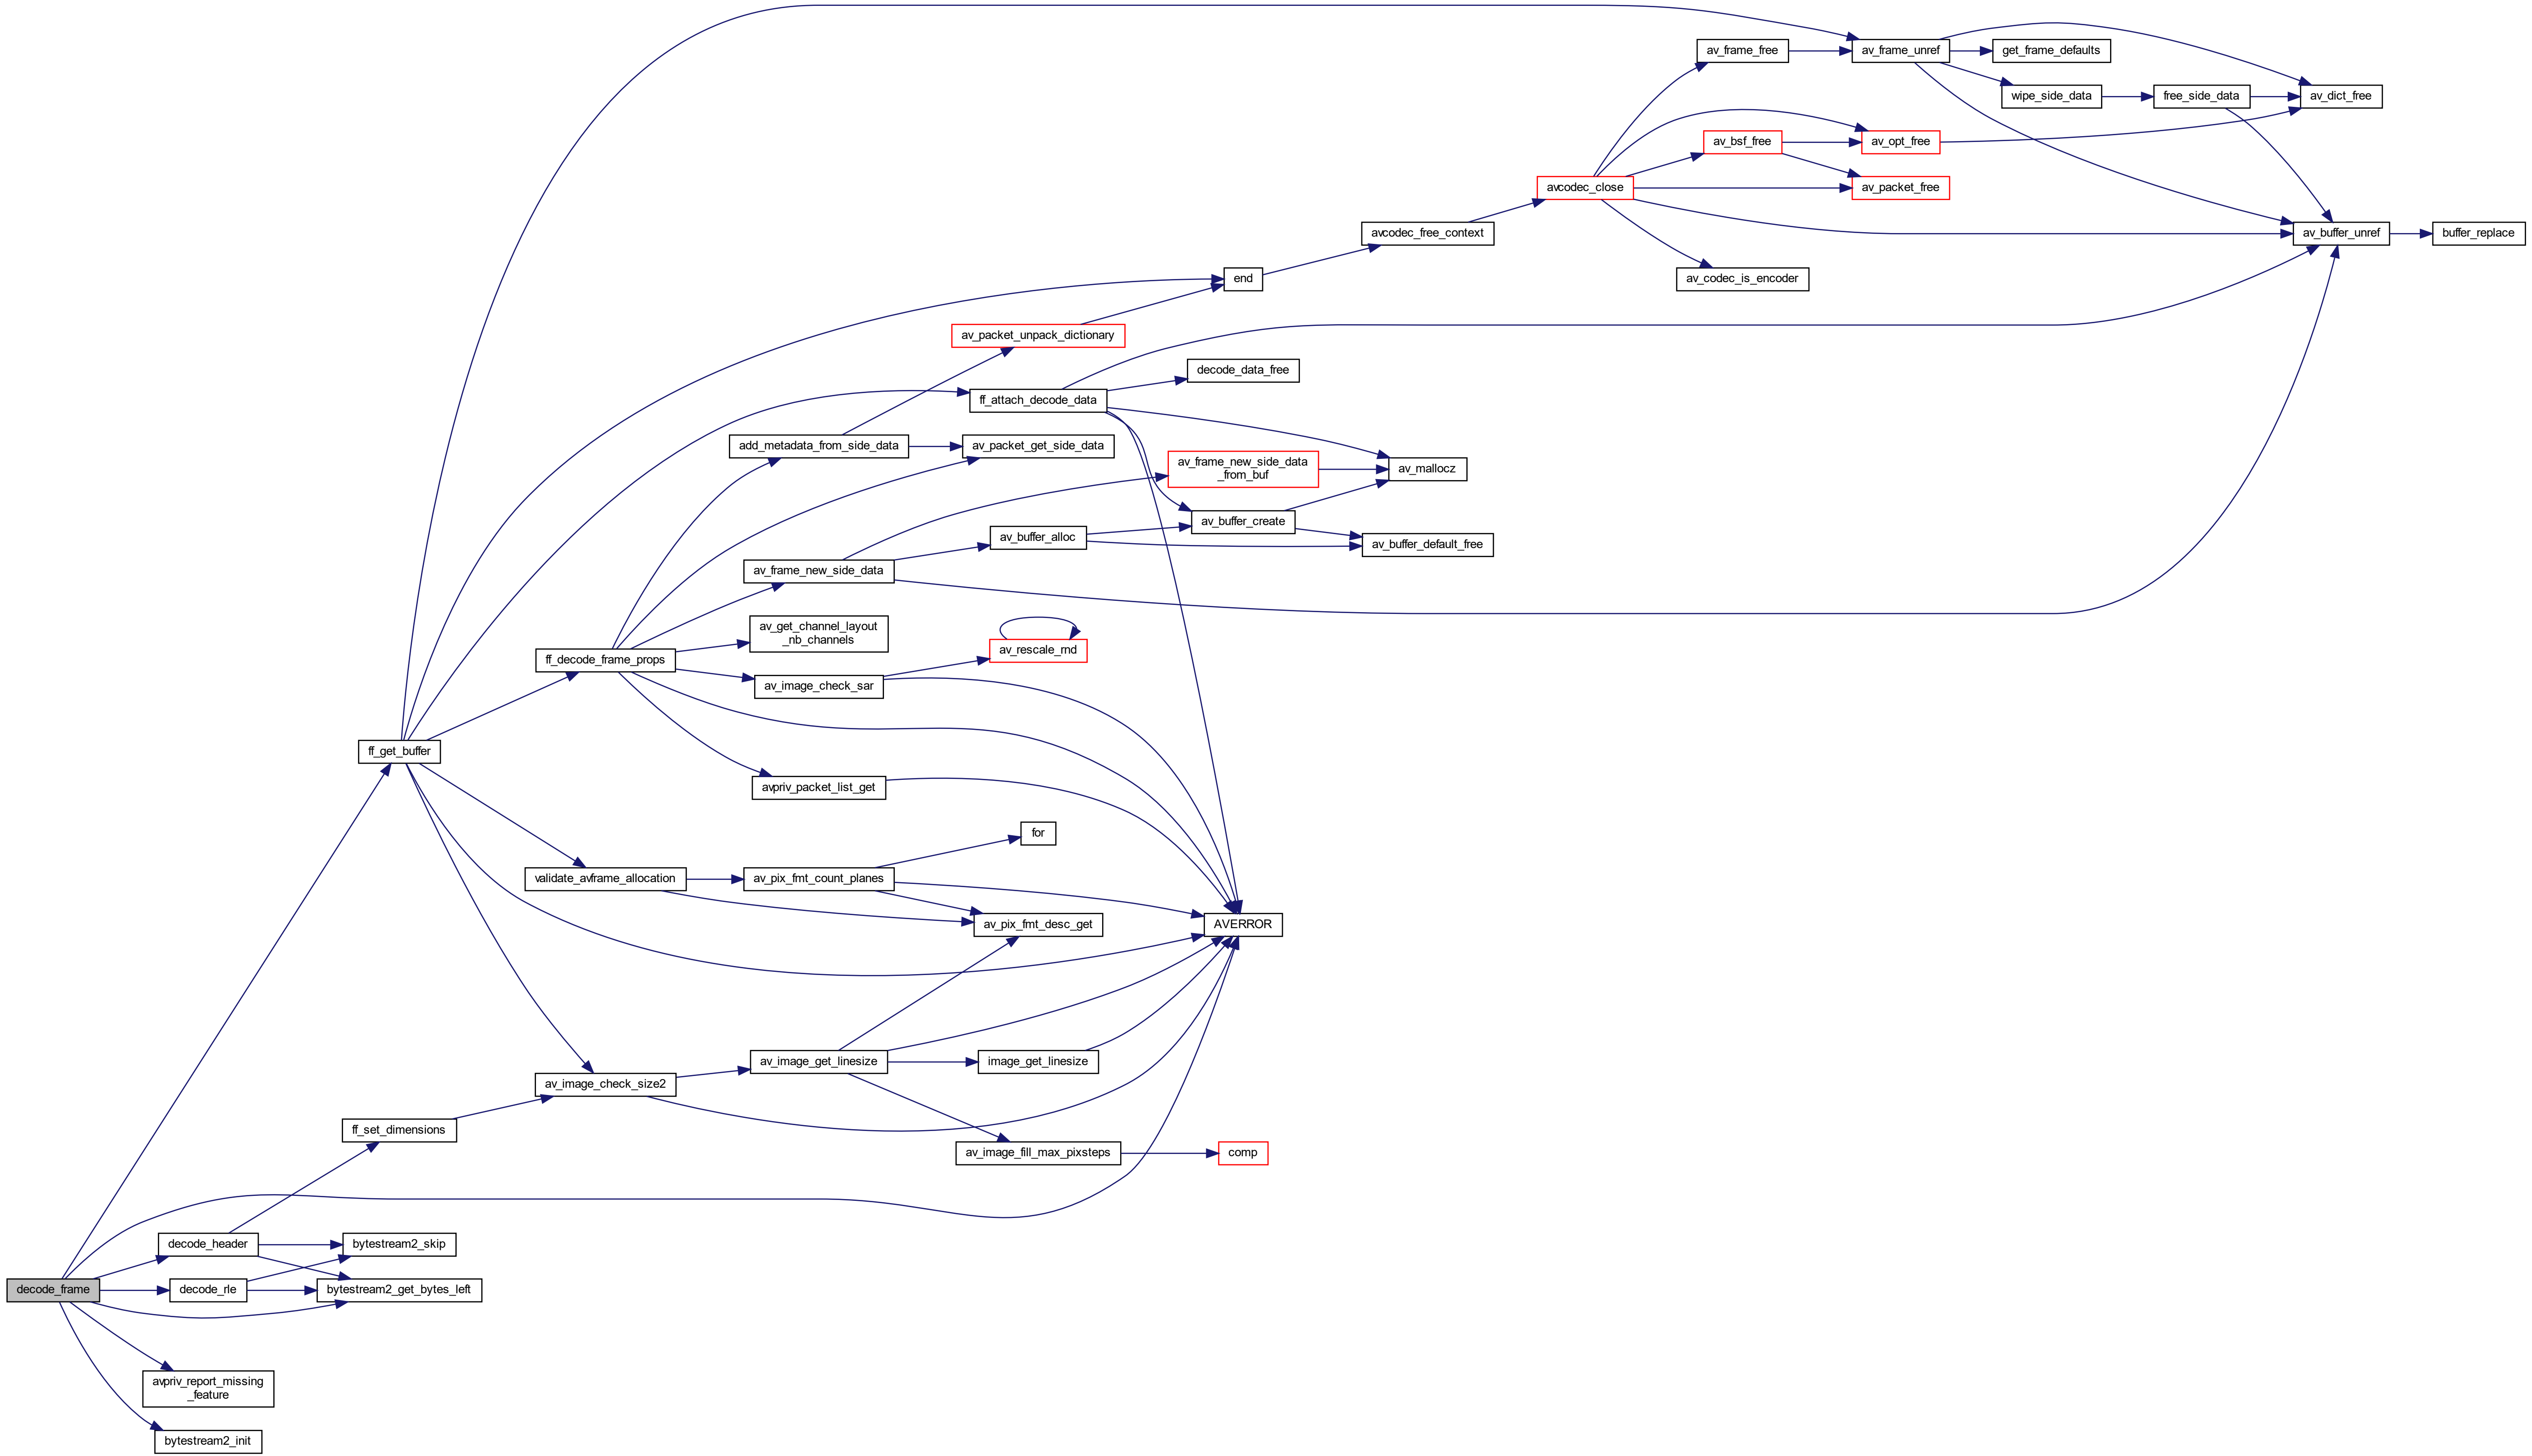 av_frame_free
av_frame_unref
get_frame_defaults
wipe_side_data
free_side_data
av_dict_free
av_bsf_free
av_opt_free
avcodec_close
av_packet_free
avcodec_free_context
av_buffer_unref
buffer_replace
end
av_codec_is_encoder
av_packet_unpack_dictionary
decode_data_free
ff_attach_decode_data
add_metadata_from_side_data
av_packet_get_side_data
av_frame_new_side_data
_from_buf
av_mallocz
av_buffer_create
av_buffer_alloc
av_buffer_default_free
av_frame_new_side_data
av_get_channel_layout
_nb_channels
av_rescale_rnd
ff_decode_frame_props
av_image_check_sar
ff_get_buffer
avpriv_packet_list_get
for
validate_avframe_allocation
av_pix_fmt_count_planes
av_pix_fmt_desc_get
AVERROR
av_image_get_linesize
image_get_linesize
av_image_check_size2
ff_set_dimensions
av_image_fill_max_pixsteps
comp
decode_header
bytestream2_skip
decode_frame
decode_rle
bytestream2_get_bytes_left
avpriv_report_missing
_feature
bytestream2_init